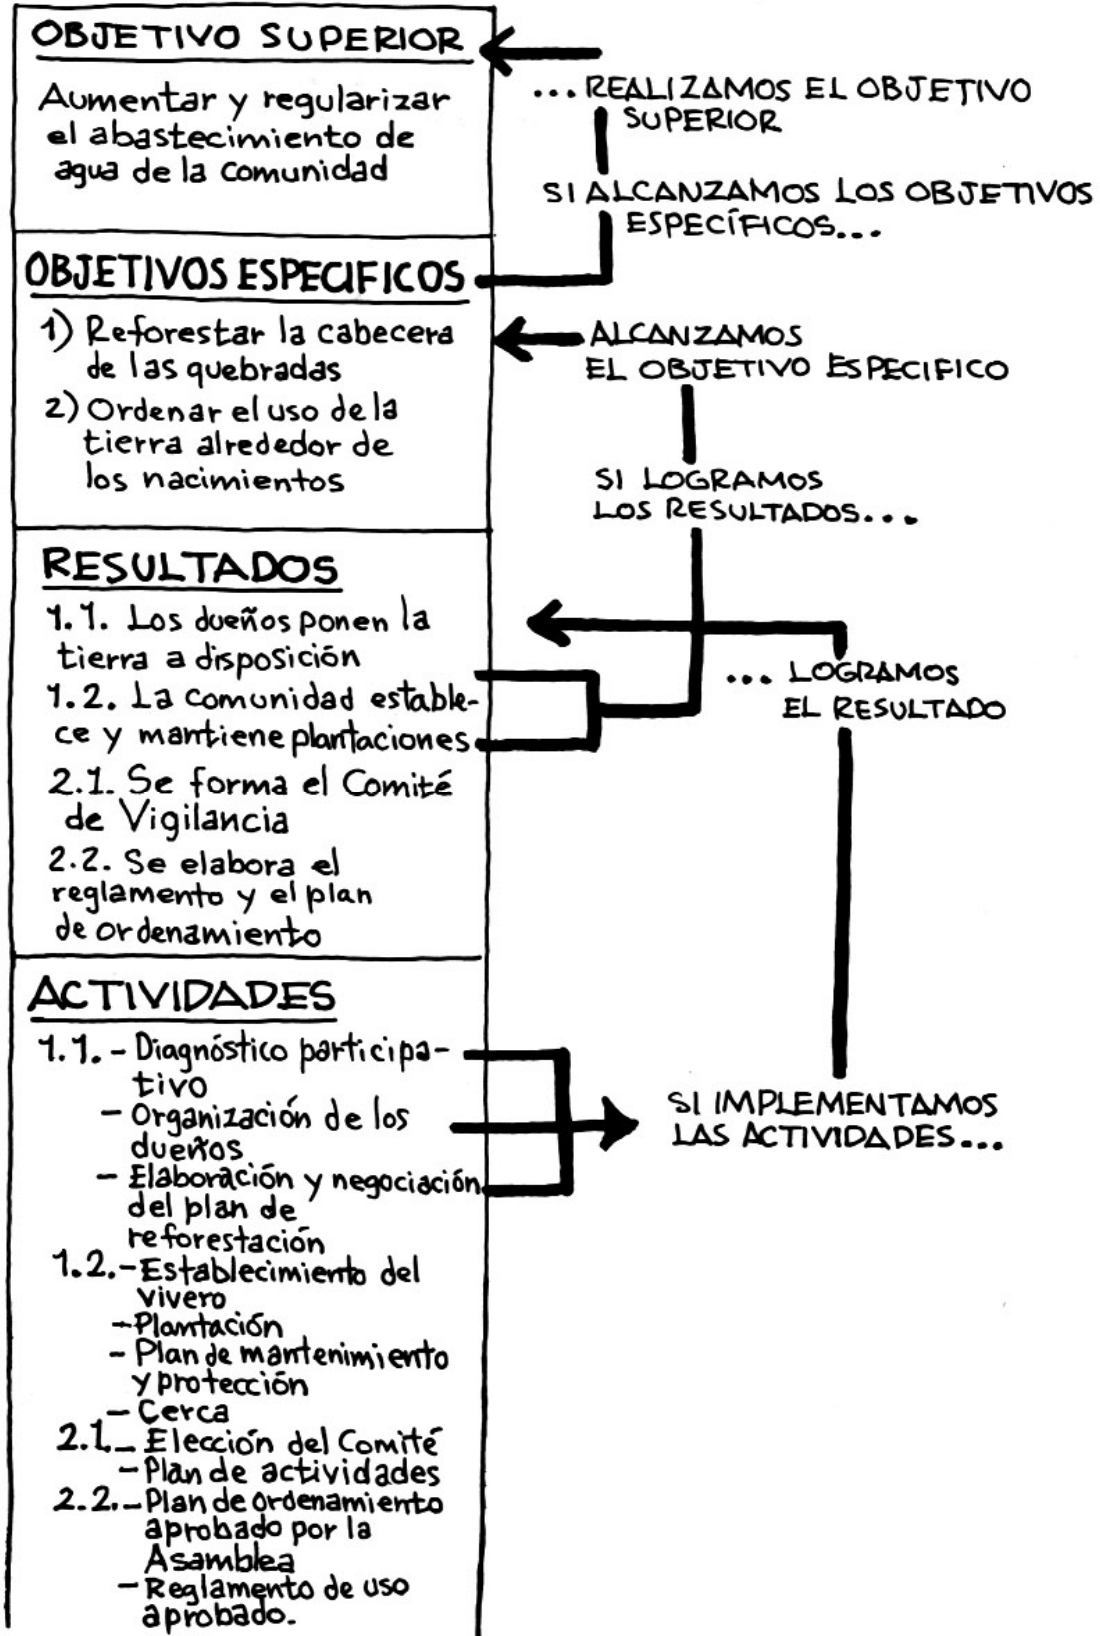 OBJETIVO SUPERIOR
Aumentar y regularizar
el abastecimiento de
agua de la comunidad
... REALIZAMOS EL OBJETIVO
SUPERIOR
SI ALCANZAMOS LOS OBJETIVOS
ESPECÍFICOS...
OBJETIVOS ESPECIFICOS
1) Reforestar la cabecera
de las quebradas
2) Ordenar el uso de la
tierra alrededor de
los nacimientos
ALCANZAMOS
EL OBJETIVO ESPECIFICO
SI LOGRAMOS
LOS RESULTADOS...
RESULTADOS
1.1. Los dueños ponen la
tierra a disposición
1.2. La comunidad estable-
ce y mantiene plantaciones
2.1. Se forma el Comité
de Vigilancia
2.2. Se elabora el
reglamento y el plan
de ordenamiento
... LOGRAMOS
EL RESULTADO
ACTIVIDADES
1.1. - Diagnóstico participa-
tivo
- Organización de los
dueños
- Elaboración y negociación
del plan de
reforestación
1.2. - Establecimiento del
vivero
- Plantación
- Plan de mantenimiento
y protección
- Cerca
2.1. - Elección del Comité
- Plan de actividades
2.2. - Plan de ordenamiento
aprobado por la
Asamblea
- Reglamento de uso
aprobado.
SI IMPLEMENTAMOS
LAS ACTIVIDADES...